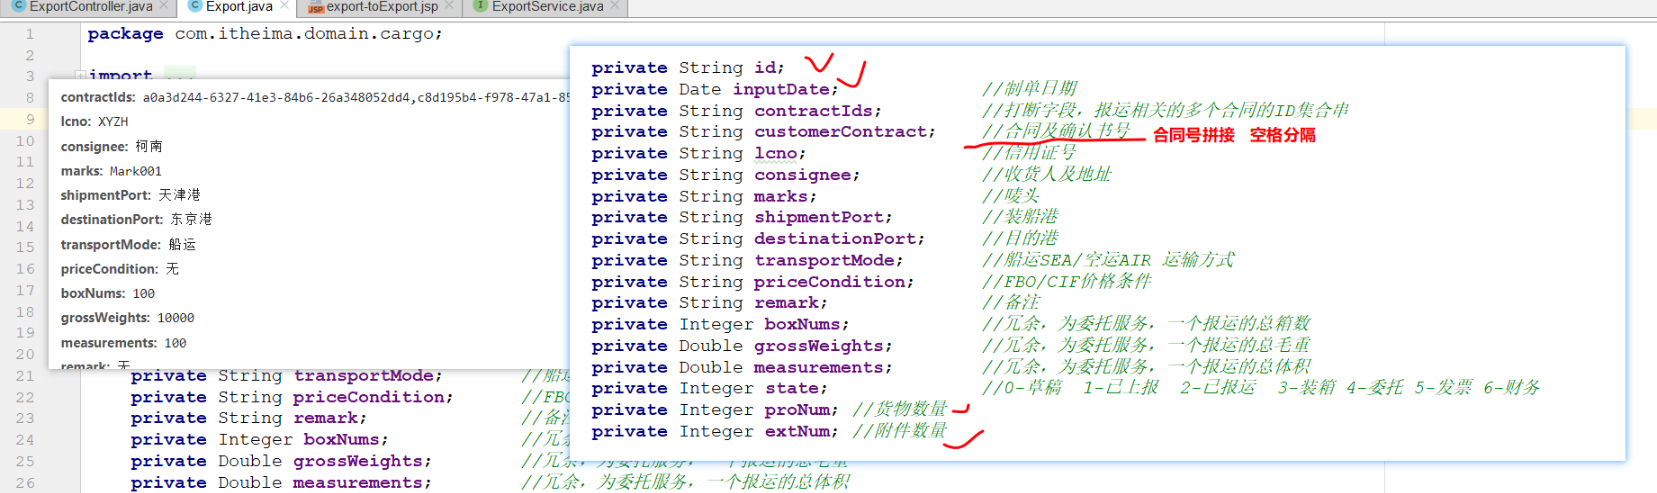 ExportController.java Export.java export-toExport.jsp ExportService.java
1 package com.itheima.domain.cargo;
2
3 import ...
8
9
10
11
12
13
14
15
16
17
18
19
20
contractIds: a0a3d244-6327-41e3-84b6-26a348052dd4,c8d195b4-f978-47a1-85
lcno: XYZH
consignee: 柯南
marks: Mark001
shipmentPort: 天津港
destinationPort: 东京港
transportMode: 船运
priceCondition: 无
boxNums: 100
grossWeights: 10000
measurements: 100
remark: 无
21 private String transportMode; //船运
22 private String priceCondition; //FBO
23 private String remark; //备注
24 private Integer boxNums; //冗
25 private Double grossWeights; //冗余，为委托服务，一个报运的总毛重
26 private Double measurements; //冗余，为委托服务，一个报运的总体积
private String id;
private Date inputDate; //制单日期
private String contractIds; //打断字段，报运相关的多个合同的ID集合串
private String customerContract; //合同及确认书号 合同号拼接 空格分隔
private String lcno; //信用证号
private String consignee; //收货人及地址
private String marks; //唛头
private String shipmentPort; //装船港
private String destinationPort; //目的港
private String transportMode; //船运SEA/空运AIR 运输方式
private String priceCondition; //FBO/CIF价格条件
private String remark; //备注
private Integer boxNums; //冗余，为委托服务，一个报运的总箱数
private Double grossWeights; //冗余，为委托服务，一个报运的总毛重
private Double measurements; //冗余，为委托服务，一个报运的总体积
private Integer state; //0-草稿 1-已上报 2-已报运 3-装箱 4-委托 5-发票 6-财务
private Integer proNum; //货物数量
private Integer extNum; //附件数量